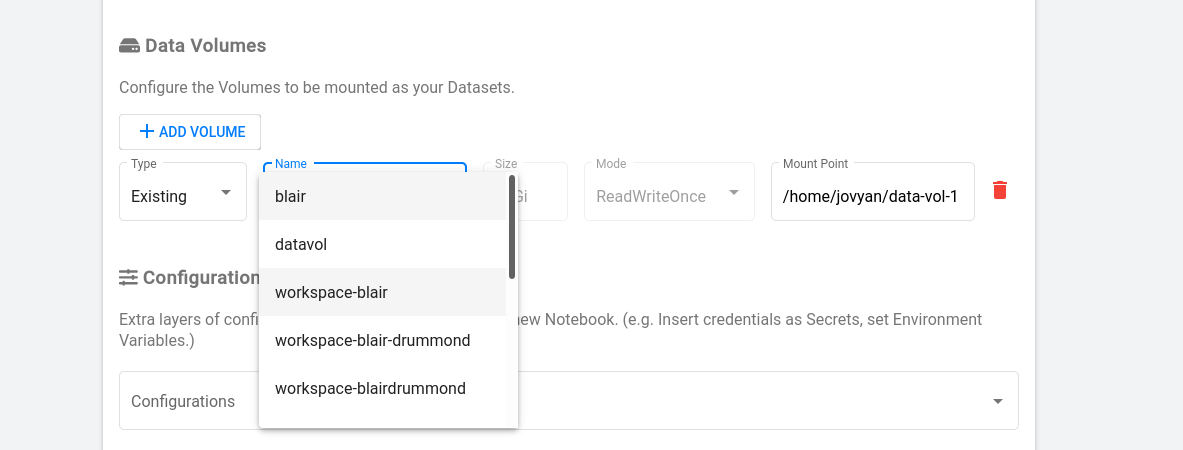 Data Volumes
Configure the Volumes to be mounted as your Datasets.
ADD VOLUME
Type
Name
Size
Mode
Mount Point
Existing
Gi
ReadWriteOnce
/home/jovyan/data-vol-1
blair
datavol
workspace-blair
workspace-blair-drummond
workspace-blairdrummond
Configuration
Extra layers of new Notebook. (e.g. Insert credentials as Secrets, set Environment
Variables.)
Configurations